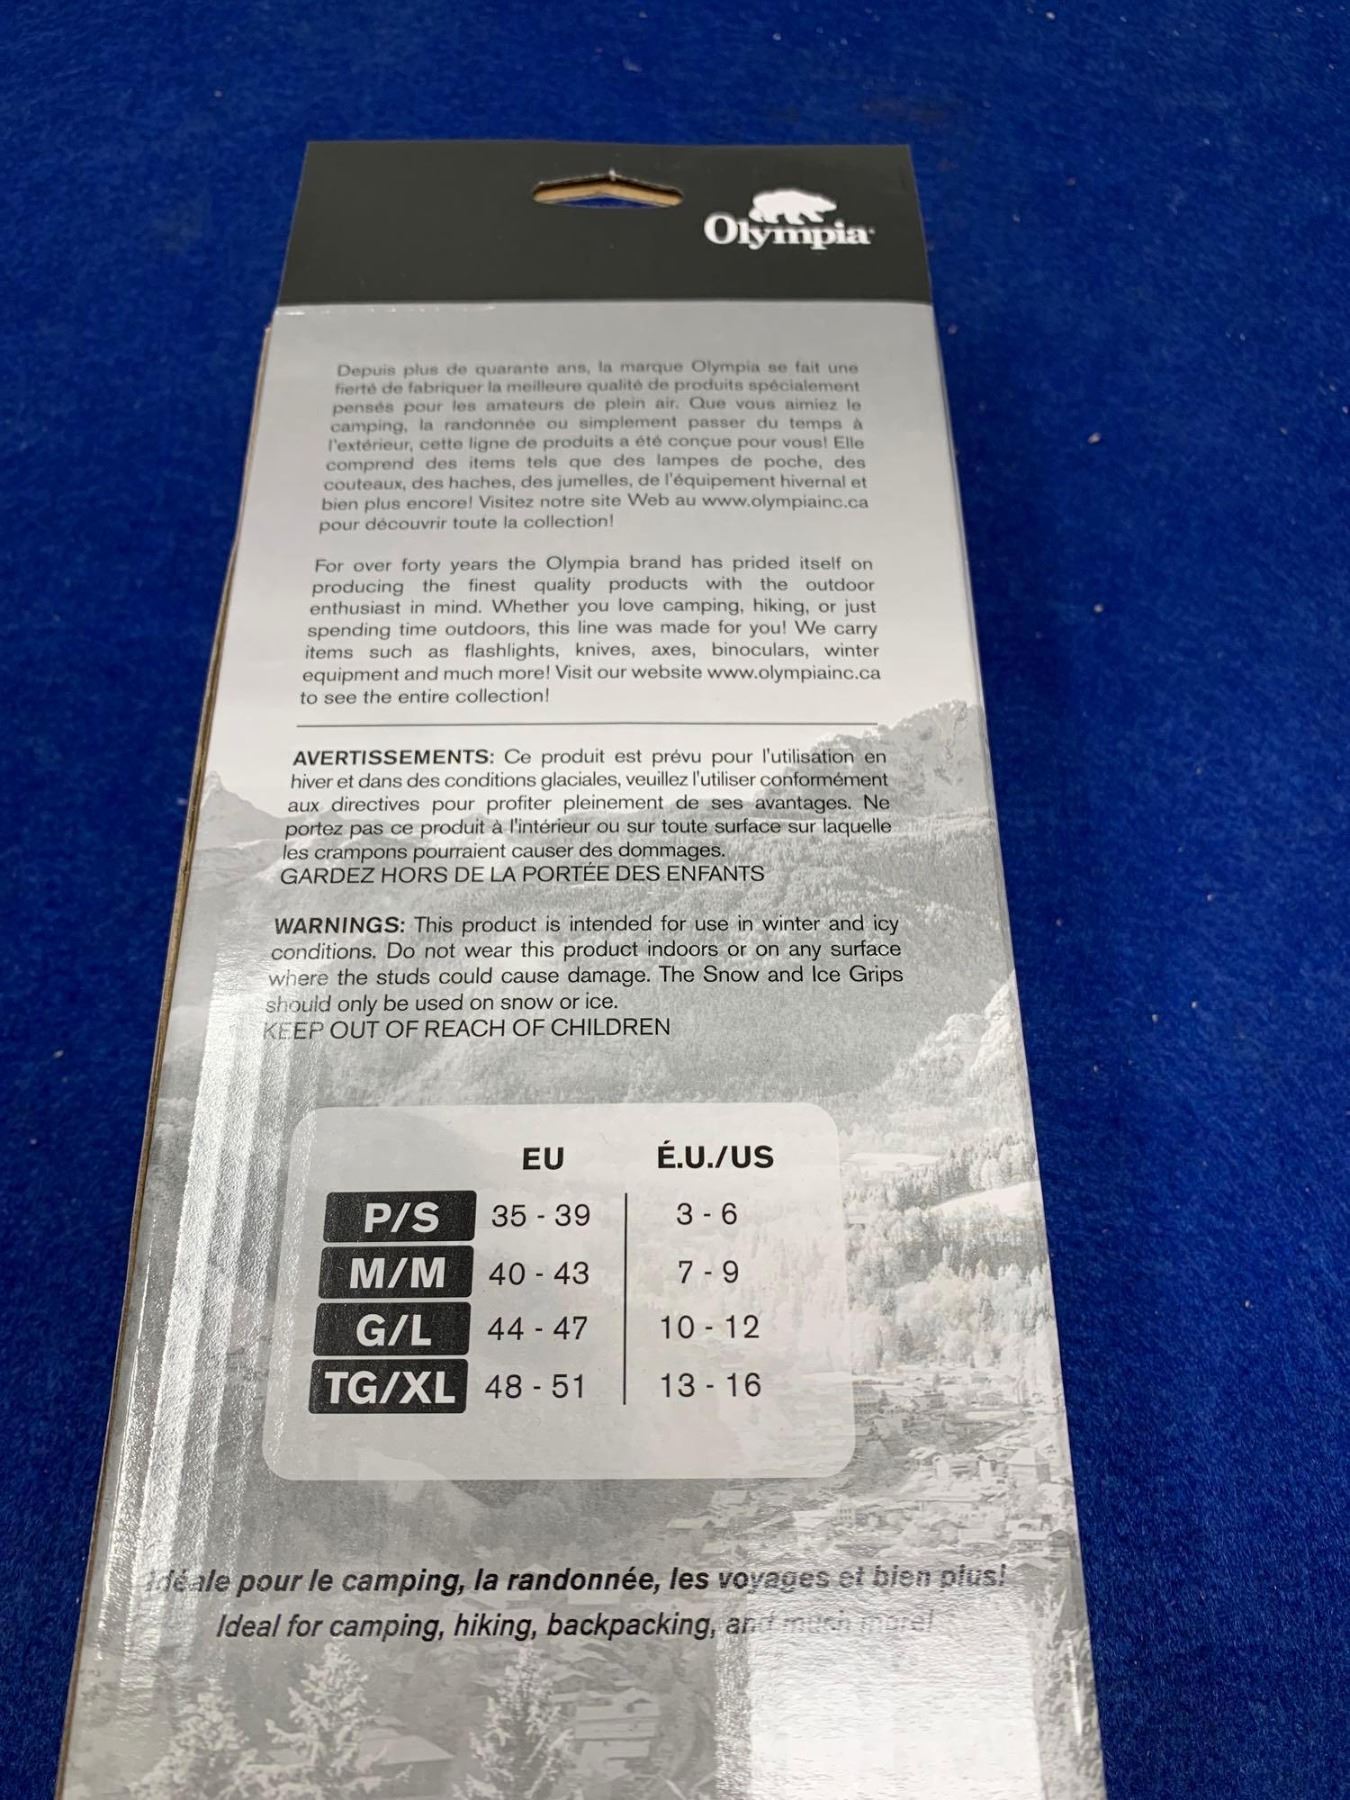 Olympia
Depuis plus de quarante ans, la marque Olympia se fait une
fierté de fabriquer la meilleure qualité de produits spécialement
pensés pour les amateurs de plein air. Que vous aimiez le
camping, la randonnée ou simplement passer du temps à
l'extérieur, cette ligne de produits a été conçue pour vous! Elle
comprend des items tels que des lampes de poche, des
couteaux, des haches, des jumelles, de l'équipement hivernal et
bien plus encore! Visitez notre site Web au www.olympiainc.ca
pour découvrir toute la collection!
For over forty years the Olympia brand has prided itself on
producing the finest quality products with the outdoor
enthusiast in mind. Whether you love camping, hiking, or just
spending time outdoors, this line was made for you! We carry
items such as flashlights, knives, axes, binoculars, winter
equipment and much more! Visit our website www.olympiainc.ca
to see the entire collection!
AVERTISSEMENTS: Ce produit est prévu pour l'utilisation en
hiver et dans des conditions glaciales, veuillez l'utiliser conformément
aux directives pour profiter pleinement de ses avantages. Ne
portez pas ce produit à l'intérieur ou sur toute surface sur laquelle
les crampons pourraient causer des dommages.
GARDEZ HORS DE LA PORTÉE DES ENFANTS
WARNINGS: This product is intended for use in winter and icy
conditions. Do not wear this product indoors or on any surface
where the studs could cause damage. The Snow and Ice Grips
should only be used on snow or ice.
KEEP OUT OF REACH OF CHILDREN
EU É.U./US
P/S 35 - 39 3 - 6
M/M 40 - 43 7 - 9
G/L 44 - 47 10 - 12
TG/XL 48 - 51 13 - 16
Idéale pour le camping, la randonnée, les voyages et bien plus!
Ideal for camping, hiking, backpacking, and much more!